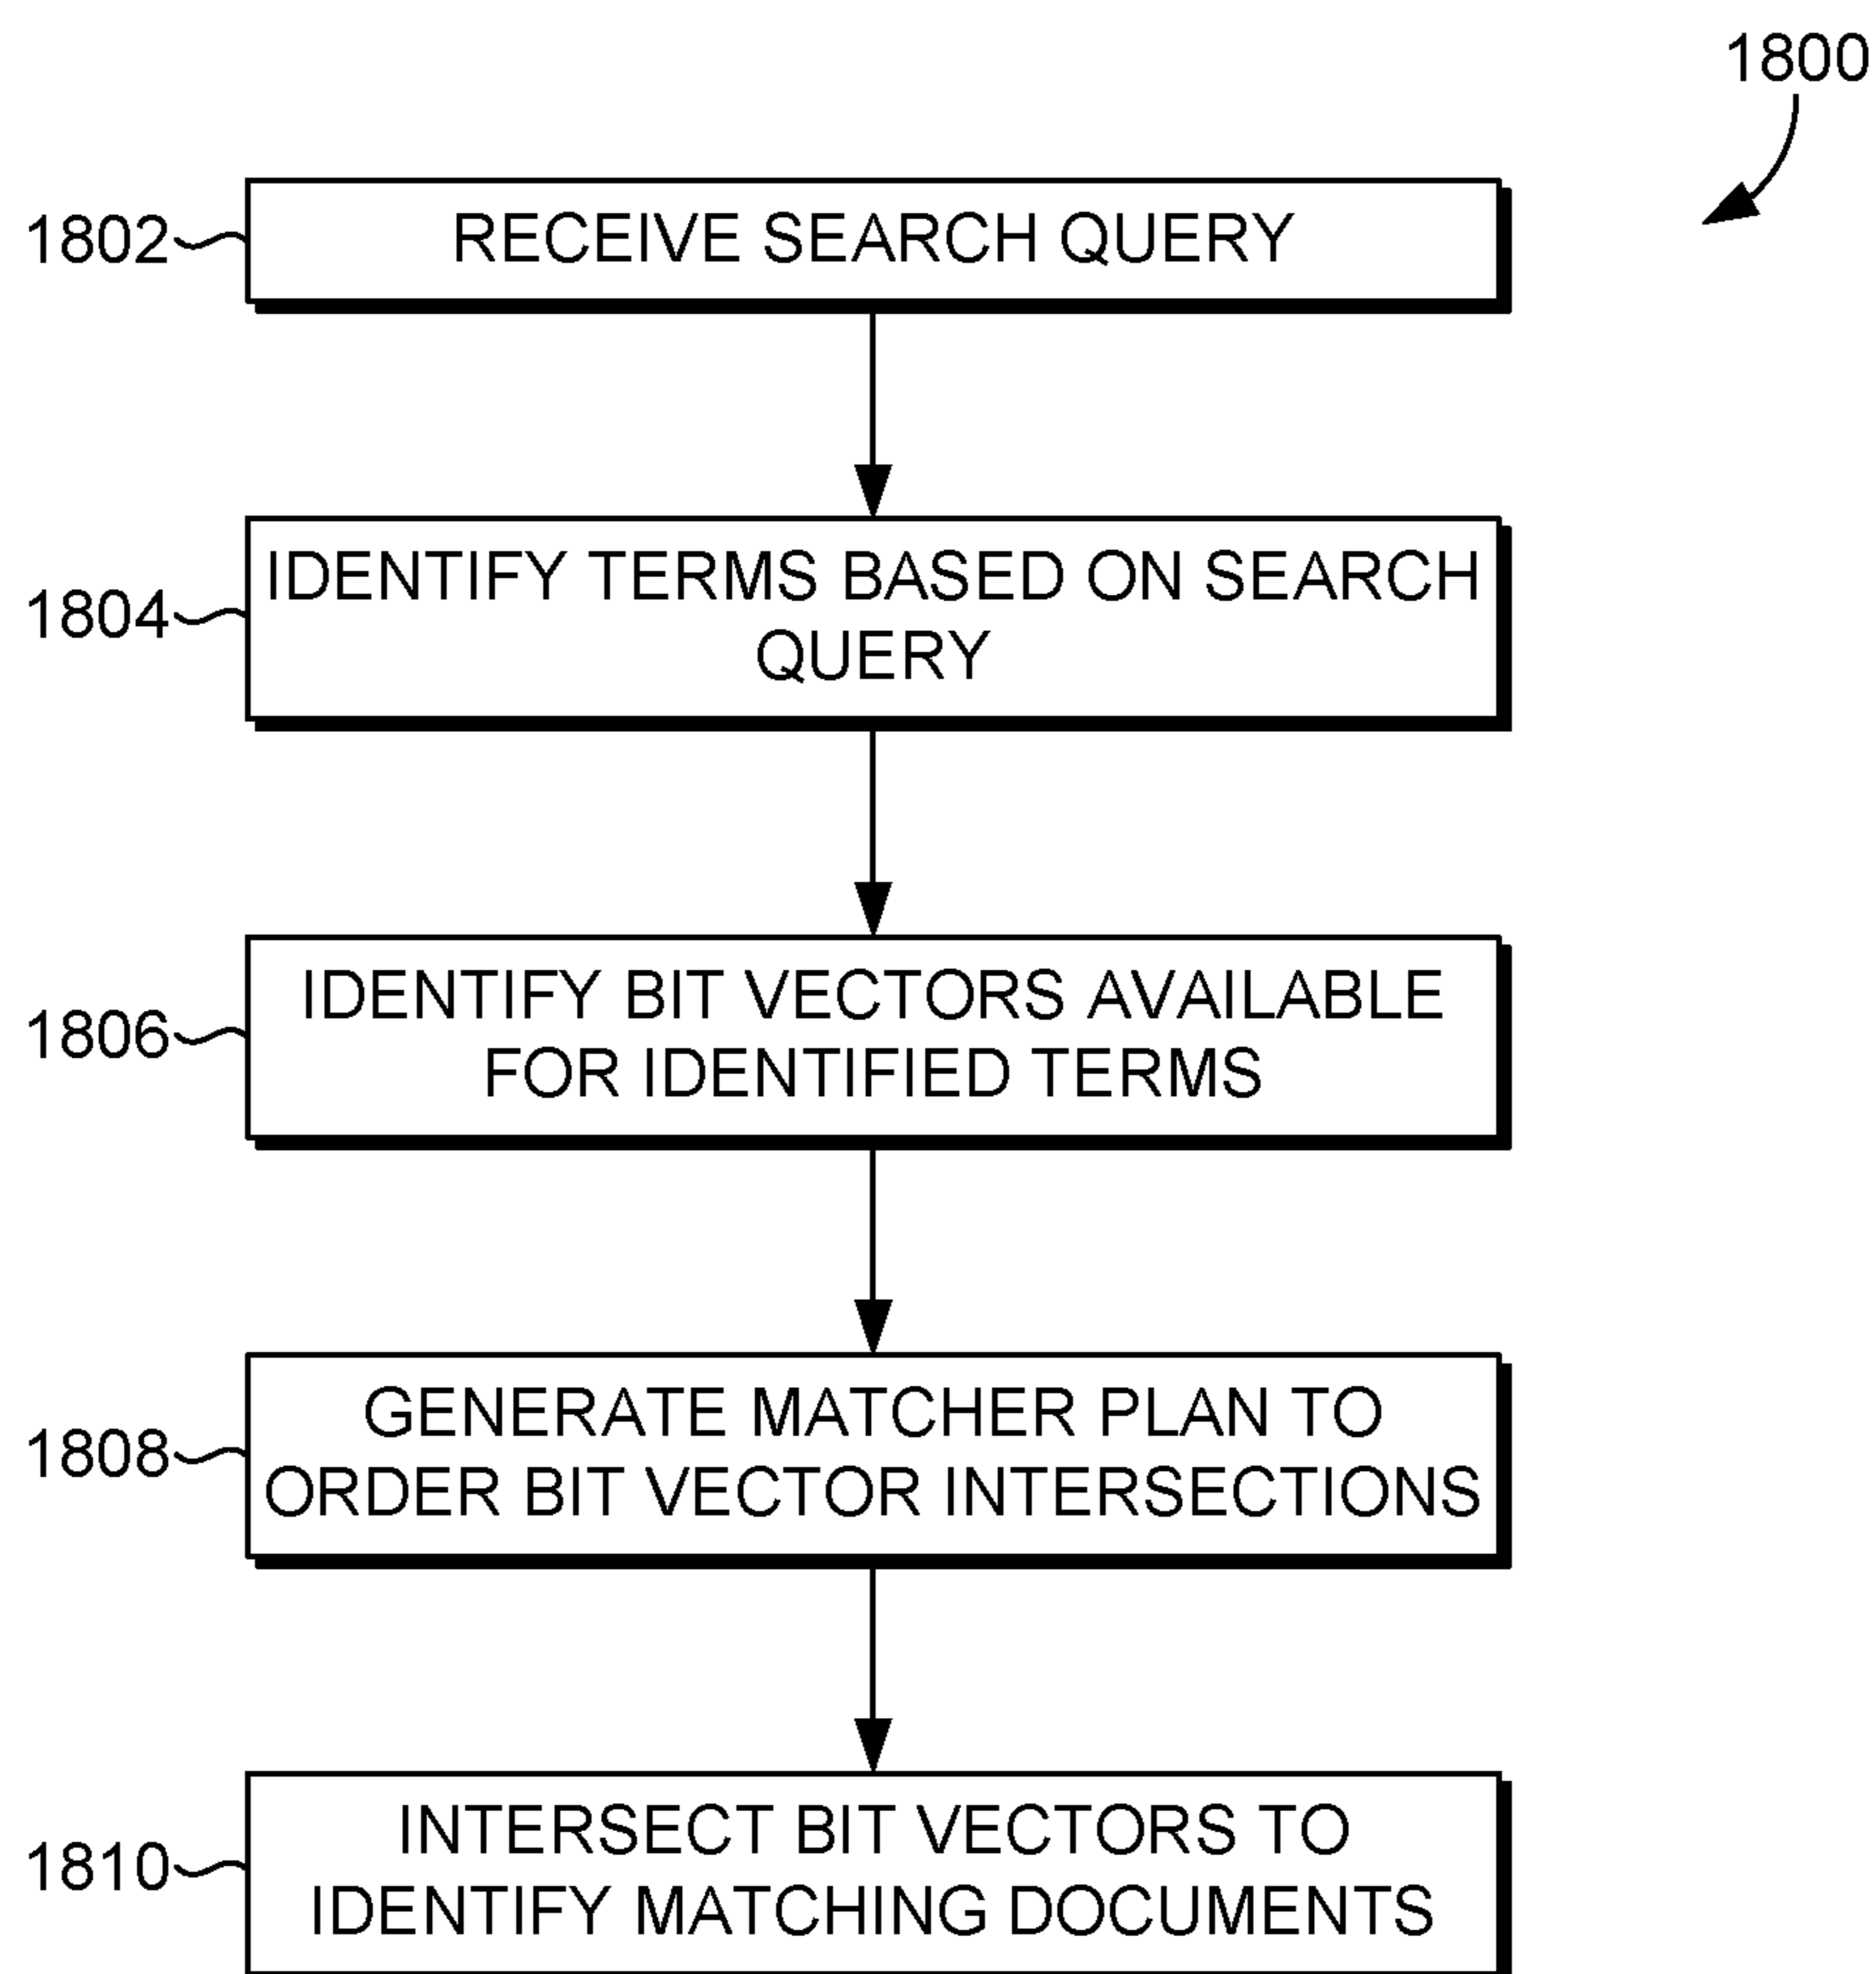 1800
1802
RECEIVE SEARCH QUERY
1804
IDENTIFY TERMS BASED ON SEARCH
QUERY
1806
IDENTIFY BIT VECTORS AVAILABLE
FOR IDENTIFIED TERMS
1808
GENERATE MATCHER PLAN TO
ORDER BIT VECTOR INTERSECTIONS
1810
INTERSECT BIT VECTORS TO
IDENTIFY MATCHING DOCUMENTS